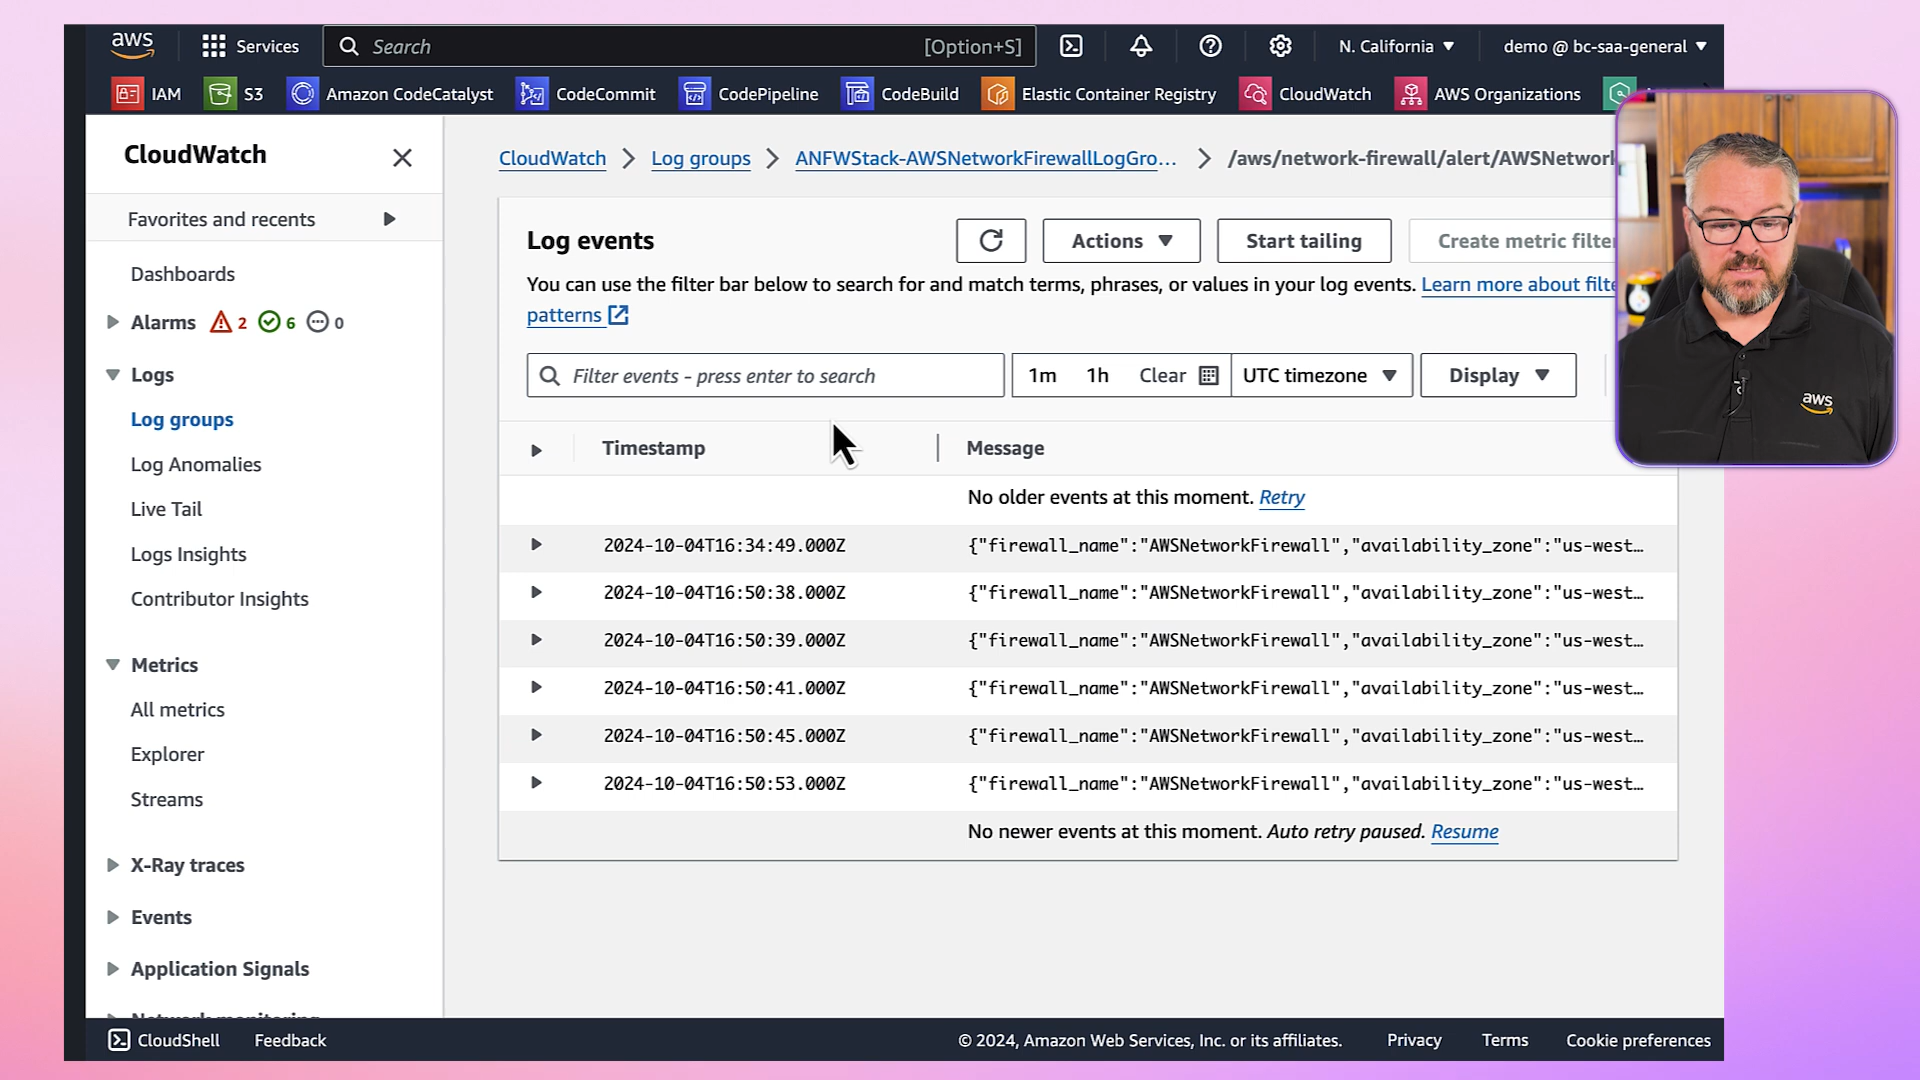 aws
Services
Search
[Option+S]
N. California
demo @ bc-saa-general
IAM
S3
Amazon CodeCatalyst
CodeCommit
CodePipeline
CodeBuild
Elastic Container Registry
CloudWatch
AWS Organizations
CloudWatch
Favorites and recents
Dashboards
Alarms 2 6 0
Logs
Log groups
Log Anomalies
Live Tail
Logs Insights
Contributor Insights
Metrics
All metrics
Explorer
Streams
X-Ray traces
Events
Application Signals
CloudWatch
Log groups
ANFWStack-AWSNetworkFirewallLogGro...
/aws/network-firewall/alert/AWSNetwork
Log events
Actions
Start tailing
Create metric filter
You can use the filter bar below to search for and match terms, phrases, or values in your log events. Learn more about filte
patterns
Filter events - press enter to search
1m
1h
Clear
UTC timezone
Display
Timestamp
Message
No older events at this moment. Retry
2024-10-04T16:34:49.000Z {"firewall_name":"AWSNetworkFirewall","availability_zone":"us-west…
2024-10-04T16:50:38.000Z {"firewall_name":"AWSNetworkFirewall","availability_zone":"us-west…
2024-10-04T16:50:39.000Z {"firewall_name":"AWSNetworkFirewall","availability_zone":"us-west…
2024-10-04T16:50:41.000Z {"firewall_name":"AWSNetworkFirewall","availability_zone":"us-west…
2024-10-04T16:50:45.000Z {"firewall_name":"AWSNetworkFirewall","availability_zone":"us-west…
2024-10-04T16:50:53.000Z {"firewall_name":"AWSNetworkFirewall","availability_zone":"us-west…
No newer events at this moment. Auto retry paused. Resume
aws
CloudShell
Feedback
© 2024, Amazon Web Services, Inc. or its affiliates.
Privacy
Terms
Cookie preferences